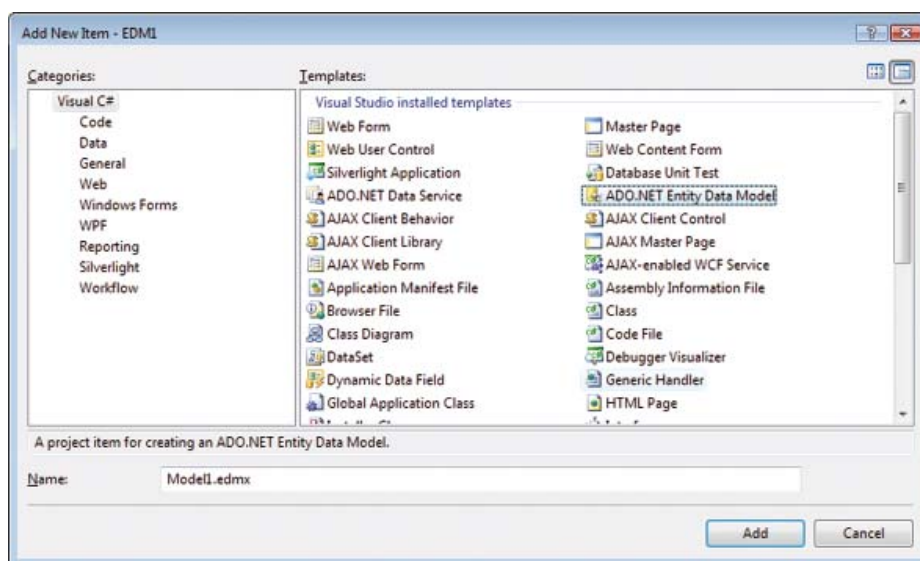 Add New Item - EDM1
Categories:
Templates:
Visual C#
Code
Data
General
Web
Windows Forms
WPF
Reporting
Silverlight
Workflow
Visual Studio installed templates
Web Form
Master Page
Web User Control
Web Content Form
Silverlight Application
Database Unit Test
ADO.NET Data Service
ADO.NET Entity Data Model
AJAX Client Behavior
AJAX Client Control
AJAX Client Library
AJAX Master Page
AJAX Web Form
AJAX-enabled WCF Service
Application Manifest File
Assembly Information File
Browser File
Class
Class Diagram
Code File
DataSet
Debugger Visualizer
Dynamic Data Field
Generic Handler
Global Application Class
HTML Page
A project item for creating an ADO.NET Entity Data Model.
Name:
Model1.edmx
Add
Cancel